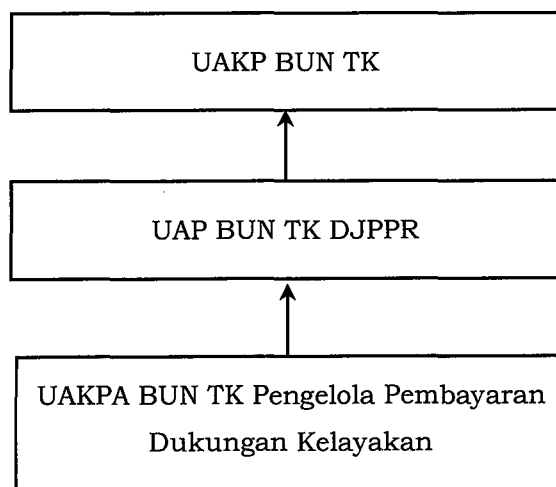 UAKP BUN TK
UAP BUN TK DJPPR
UAKPA BUN TK Pengelola Pembayaran
Dukungan Kelayakan